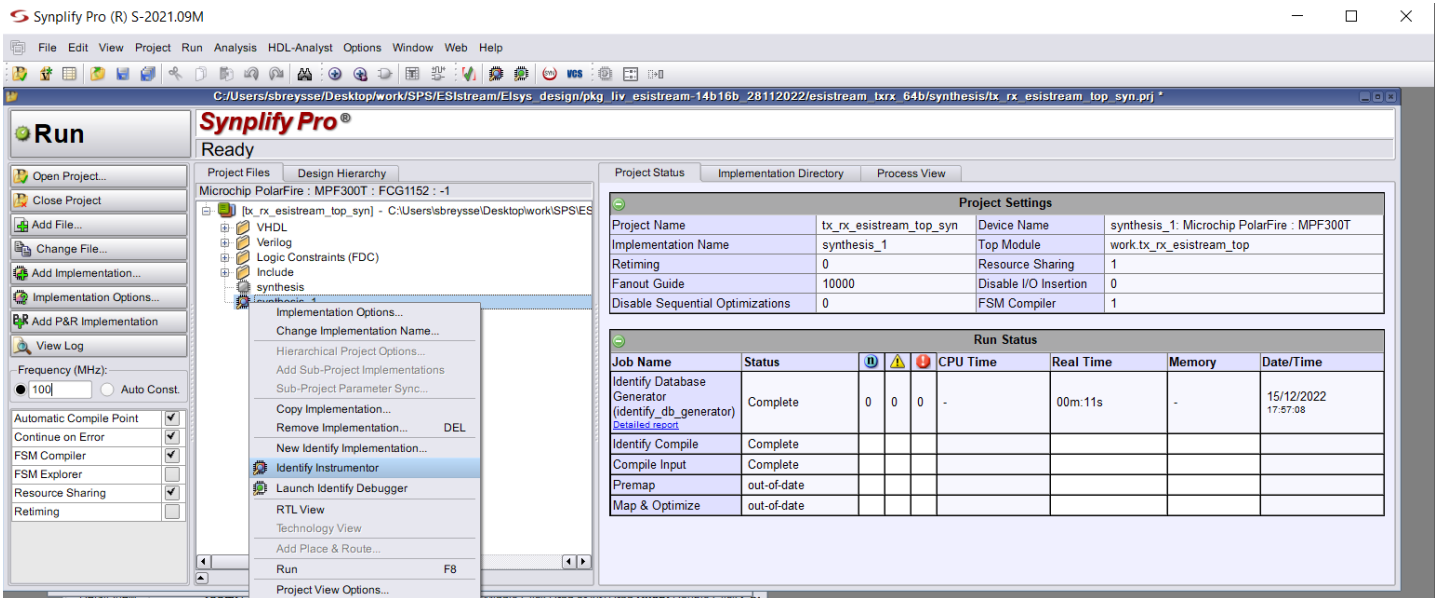 Synplify Pro (R) S-2021.09M
File Edit View Project Run Analysis HDL-Analyst Options Window Web Help
VCS
C:/Users/sbreysse/Desktop/work/SPS/ESIstream/Elsys_design/pkg_liv_esistream-14b16b_28112022/esistream_txrx_64b/synthesis/tx_rx_esistream_top_syn.prj *
Run
Synplify Pro®
Ready
Open Project...
Close Project
Add File...
Change File...
Add Implementation...
Implementation Options...
Add P&R Implementation
View Log
Frequency (MHz):
100 Auto Const.
Automatic Compile Point
Continue on Error
FSM Compiler
FSM Explorer
Resource Sharing
Retiming
Project Files Design Hierarchy
Microchip PolarFire : MPF300T : FCG1152 : -1
[tx_rx_esistream_top_syn] - C:\Users\sbreysse\Desktop\work\SPS\ES
VHDL
Verilog
Logic Constraints (FDC)
Include
synthesis
synthesis_1
Implementation Options...
Change Implementation Name...
Hierarchical Project Options...
Add Sub-Project Implementations
Sub-Project Parameter Sync...
Copy Implementation...
Remove Implementation... DEL
New Identify Implementation...
Identify Instrumentor
Launch Identify Debugger
RTL View
Technology View
Add Place & Route...
Run F8
Project View Options...
Project Status Implementation Directory Process View
Project Settings
Project Name tx_rx_esistream_top_syn Device Name synthesis_1: Microchip PolarFire : MPF300T
Implementation Name synthesis_1 Top Module work.tx_rx_esistream_top
Retiming 0 Resource Sharing 1
Fanout Guide 10000 Disable I/O Insertion 0
Disable Sequential Optimizations 0 FSM Compiler 1
Run Status
Job Name Status n ! ! CPU Time Real Time Memory Date/Time
Identify Database
Generator
(identify_db_generator)
Detailed report
Complete 0 0 0 - 00m:11s - 15/12/2022
17:57:08
Identify Compile Complete
Compile Input Complete
Premap out-of-date
Map & Optimize out-of-date